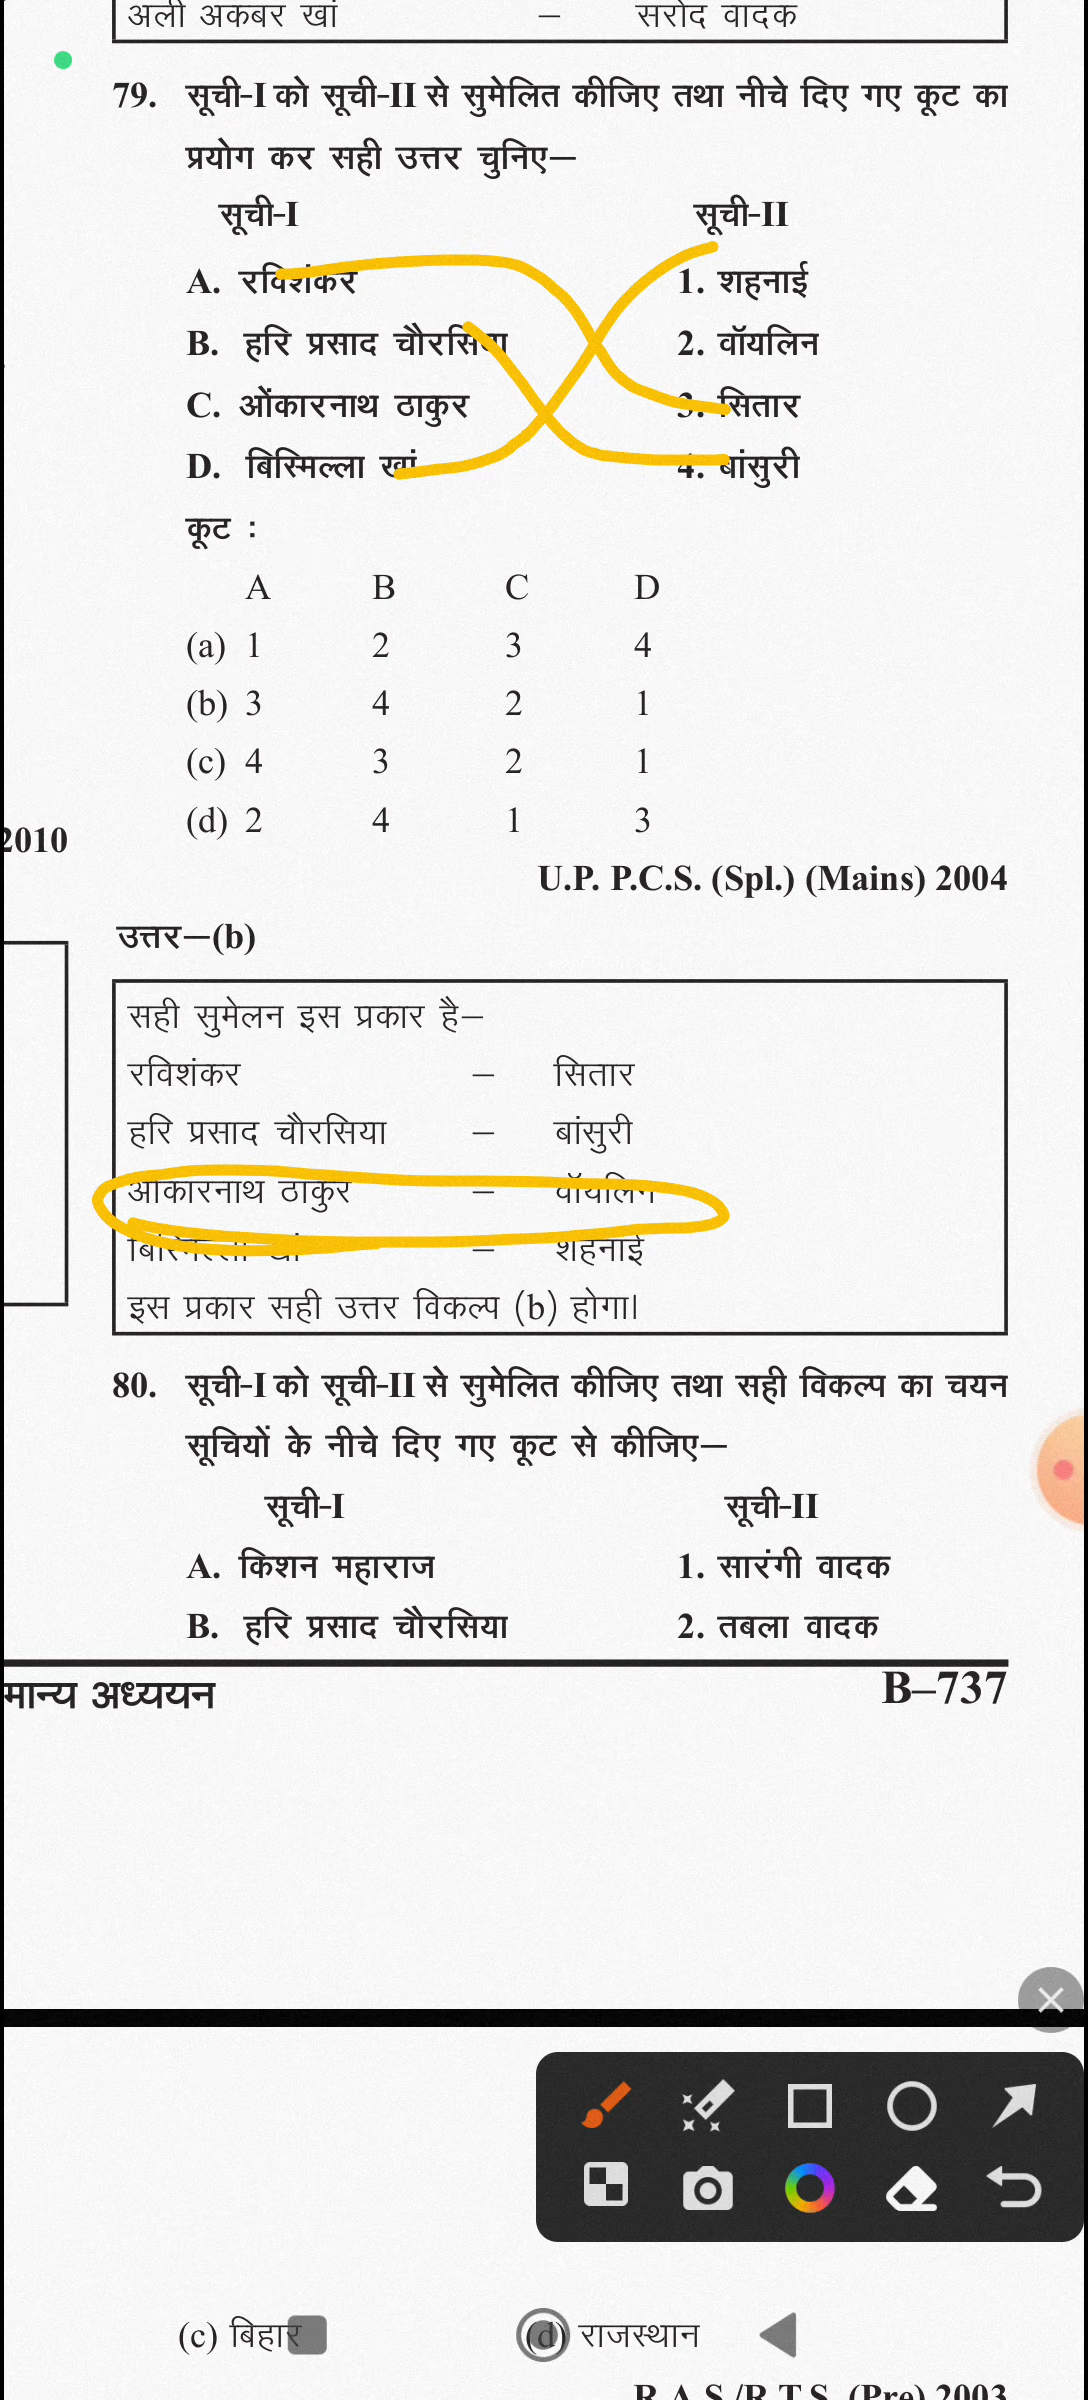 अली अकबर खां – सरोद वादक
79. सूची-I को सूची-II से सुमेलित कीजिए तथा नीचे दिए गए कूट का
प्रयोग कर सही उत्तर चुनिए—
सूची-I सूची-II
A. रविशंकर 1. शहनाई
B. हरि प्रसाद चौरसिया 2. वॉयलिन
C. ओंकारनाथ ठाकुर 3. सितार
D. बिस्मिल्ला खां 4. बांसुरी
कूट :
A B C D
(a) 1 2 3 4
(b) 3 4 2 1
(c) 4 3 2 1
(d) 2 4 1 3
2010
U.P. P.C.S. (Spl.) (Mains) 2004
उत्तर—(b)
सही सुमेलन इस प्रकार है–
रविशंकर – सितार
हरि प्रसाद चौरसिया – बांसुरी
ओंकारनाथ ठाकुर – वॉयलिन
बिस्मिल्ला खां – शहनाई
इस प्रकार सही उत्तर विकल्प (b) होगा।
80. सूची-I को सूची-II से सुमेलित कीजिए तथा सही विकल्प का चयन
सूचियों के नीचे दिए गए कूट से कीजिए—
सूची-I सूची-II
A. किशन महाराज 1. सारंगी वादक
B. हरि प्रसाद चौरसिया 2. तबला वादक
मान्य अध्ययन B–737
(c) बिहार (d) राजस्थान
R.A.S./R.T.S. (Pre) 2003